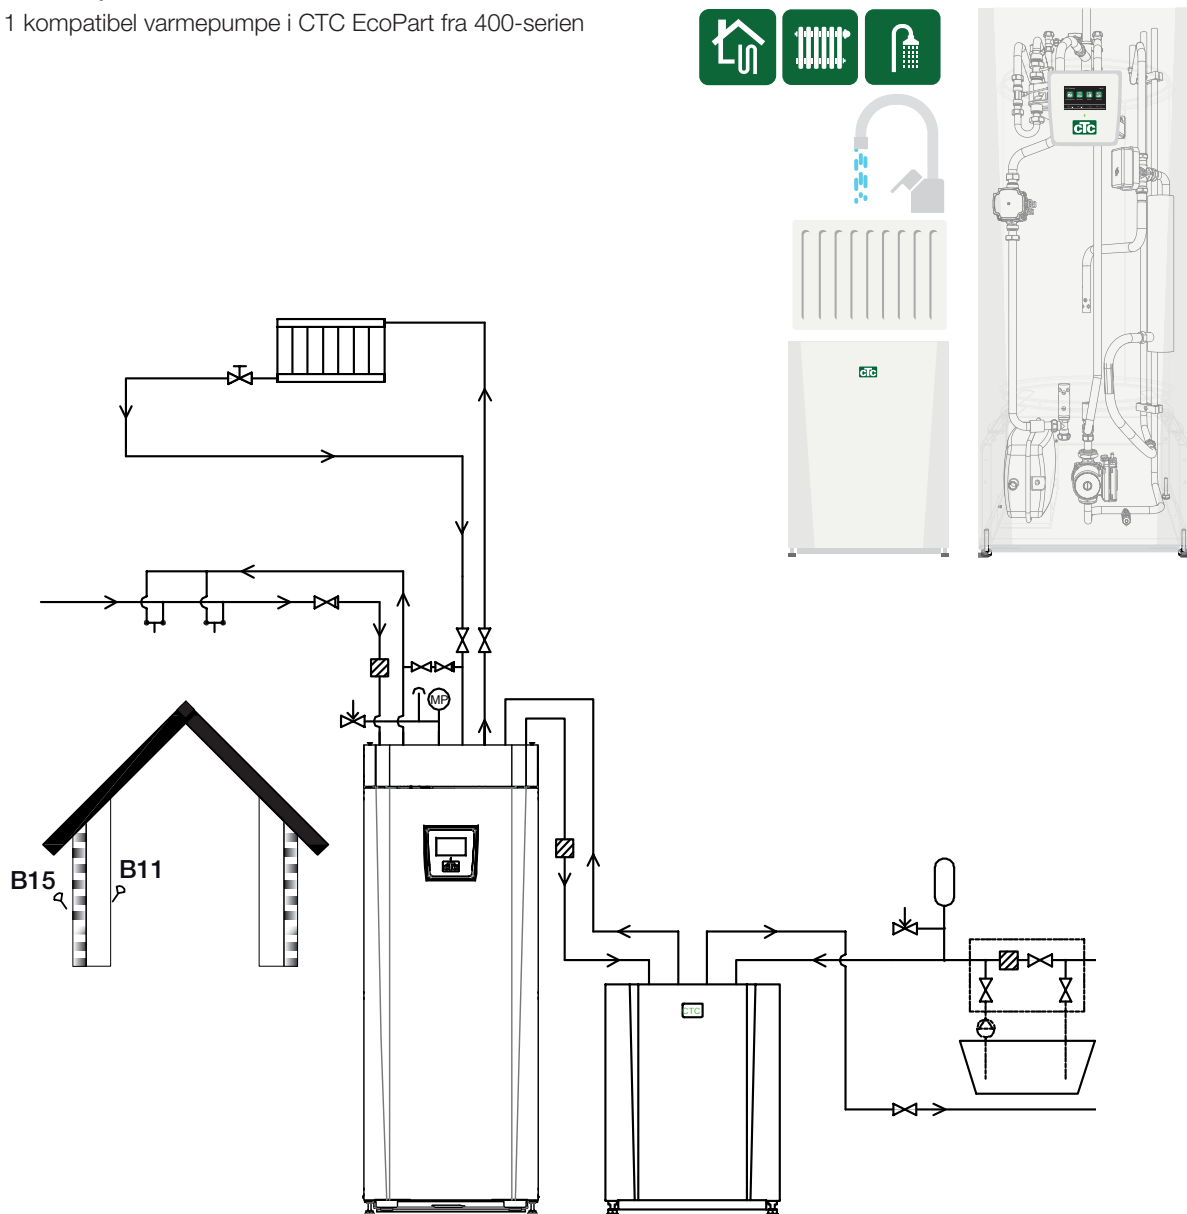 1 kompatibel varmepumpe i CTC EcoPart fra 400-serien
CTC
CTC
MP
B15
B11
CTC